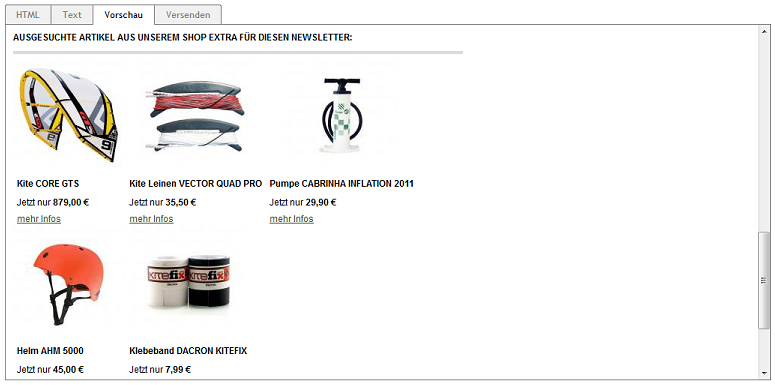 HTML Text Vorschau Versenden
AUSGESUCHTE ARTIKEL AUS UNSEREM SHOP EXTRA FÜR DIESEN NEWSLETTER:
9
Kite CORE GTS Kite Leinen VECTOR QUAD PRO Pumpe CABRINHA INFLATION 2011
Jetzt nur 879,00 € Jetzt nur 35,50 € Jetzt nur 29,90 €
mehr Infos mehr Infos mehr Infos
KITEfix KITEfix
Helm AHM 5000 Klebeband DACRON KITEFIX
Jetzt nur 45,00 € Jetzt nur 7,99 €